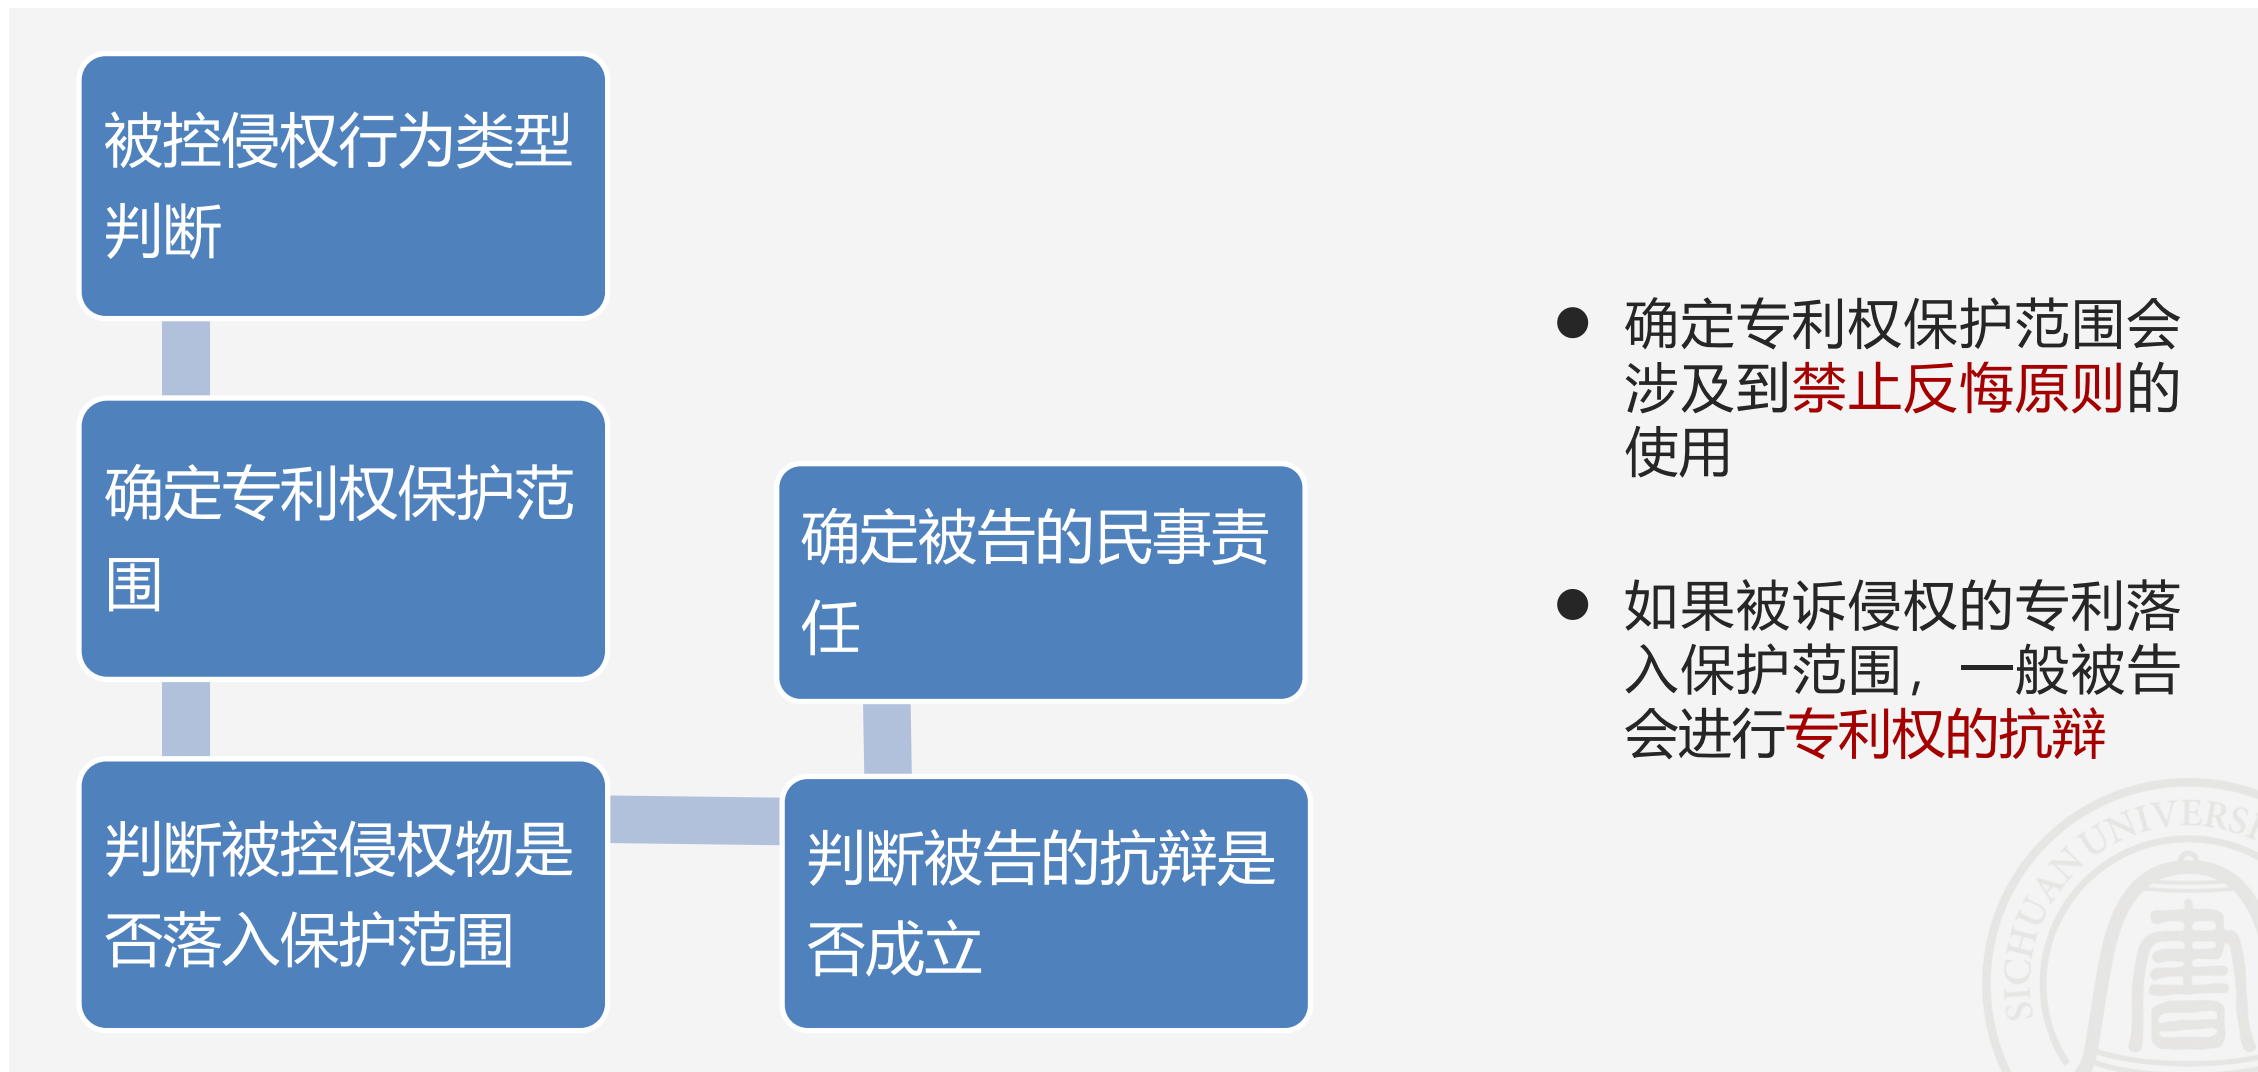 被控侵权行为类型
判断
确定专利权保护范
围
判断被控侵权物是
否落入保护范围
判断被告的抗辩是
否成立
确定被告的民事责
任
● 确定专利权保护范围会
涉及到禁止反悔原则的
使用
● 如果被诉侵权的专利落
入保护范围，一般被告
会进行专利权的抗辩
SICHUAN UNIVERSI